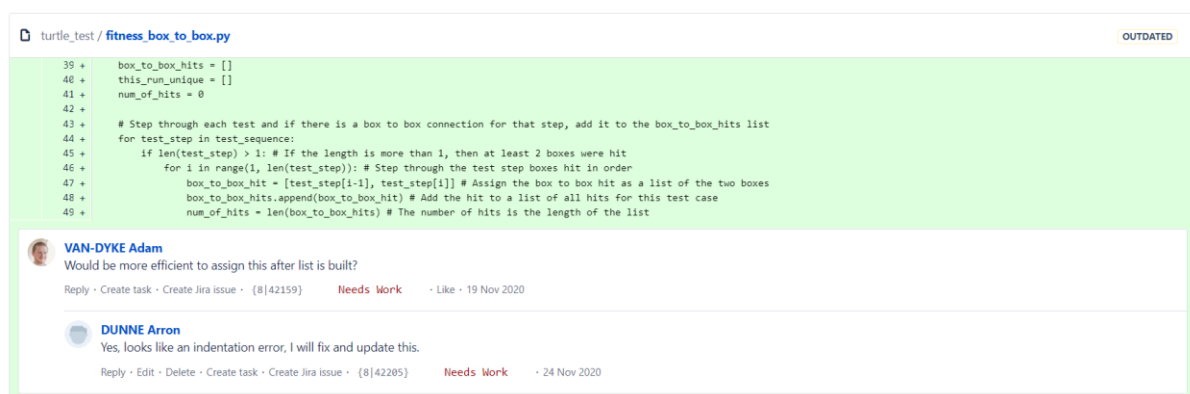 turtle_test / fitness_box_to_box.py
OUTDATED
39 + box_to_box_hits = []
40 + this_run_unique = []
41 + num_of_hits = 0
42 +
43 + # Step through each test and if there is a box to box connection for that step, add it to the box_to_box_hits list
44 + for test_step in test_sequence:
45 + if len(test_step) > 1: # If the length is more than 1, then at least 2 boxes were hit
46 + for i in range(1, len(test_step)): # Step through the test step boxes hit in order
47 + box_to_box_hit = [test_step[i-1], test_step[i]] # Assign the box to box hit as a list of the two boxes
48 + box_to_box_hits.append(box_to_box_hit) # Add the hit to a list of all hits for this test case
49 + num_of_hits = len(box_to_box_hits) # The number of hits is the length of the list
VAN-DYKE Adam
Would be more efficient to assign this after list is built?
Reply · Create task · Create Jira issue · {8|42159} Needs Work · Like · 19 Nov 2020
DUNNE Arron
Yes, looks like an indentation error, I will fix and update this.
Reply · Edit · Delete · Create task · Create Jira issue · {8|42205} Needs Work · 24 Nov 2020